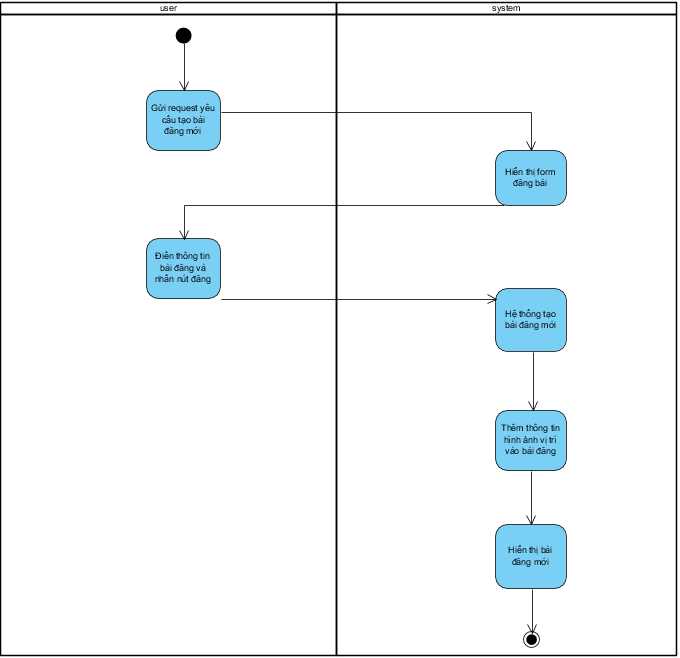 user
system
Gửi request yêu
cầu tạo bài
đăng mới
Hiển thị form
đăng bài
Điền thông tin
bài đăng và
nhấn nút đăng
Hệ thống tạo
bài đăng mới
Thêm thông tin
hình ảnh vị trí
vào bài đăng
Hiển thị bài
đăng mới